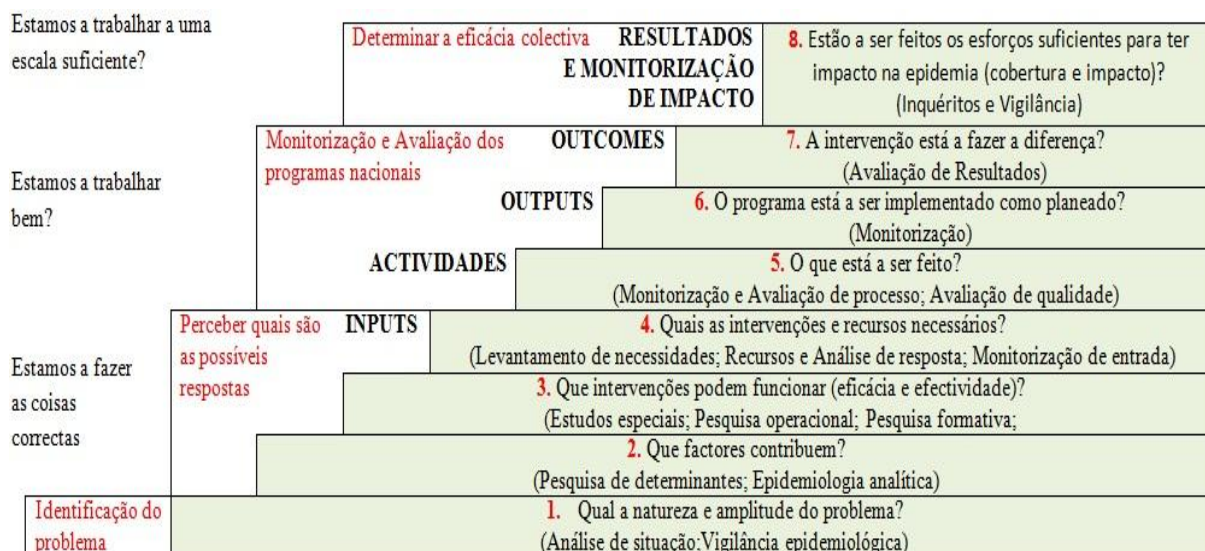 Estamos a trabalhar a uma
escala suficiente?
Determinar a eficácia colectiva RESULTADOS
E MONITORIZAÇÃO
DE IMPACTO
8. Estão a ser feitos os esforços suficientes para ter
impacto na epidemia (cobertura e impacto)?
(Inquéritos e Vigilância)
Estamos a trabalhar
bem?
Monitorização e Avaliação dos
programas nacionais
OUTCOMES
7. A intervenção está a fazer a diferença?
(Avaliação de Resultados)
OUTPUTS
6. O programa está a ser implementado como planeado?
(Monitorização)
ACTIVIDADES
5. O que está a ser feito?
(Monitorização e Avaliação de processo; Avaliação de qualidade)
Estamos a fazer
as coisas
correctas
Perceber quais são
as possíveis
respostas
INPUTS
4. Quais as intervenções e recursos necessários?
(Levantamento de necessidades; Recursos e Análise de resposta; Monitorização de entrada)
3. Que intervenções podem funcionar (eficácia e efectividade)?
(Estudos especiais; Pesquisa operacional; Pesquisa formativa;
2. Que factores contribuem?
(Pesquisa de determinantes; Epidemiologia analítica)
Identificação do
problema
1. Qual a natureza e amplitude do problema?
(Análise de situação;Vigilância epidemiológica)